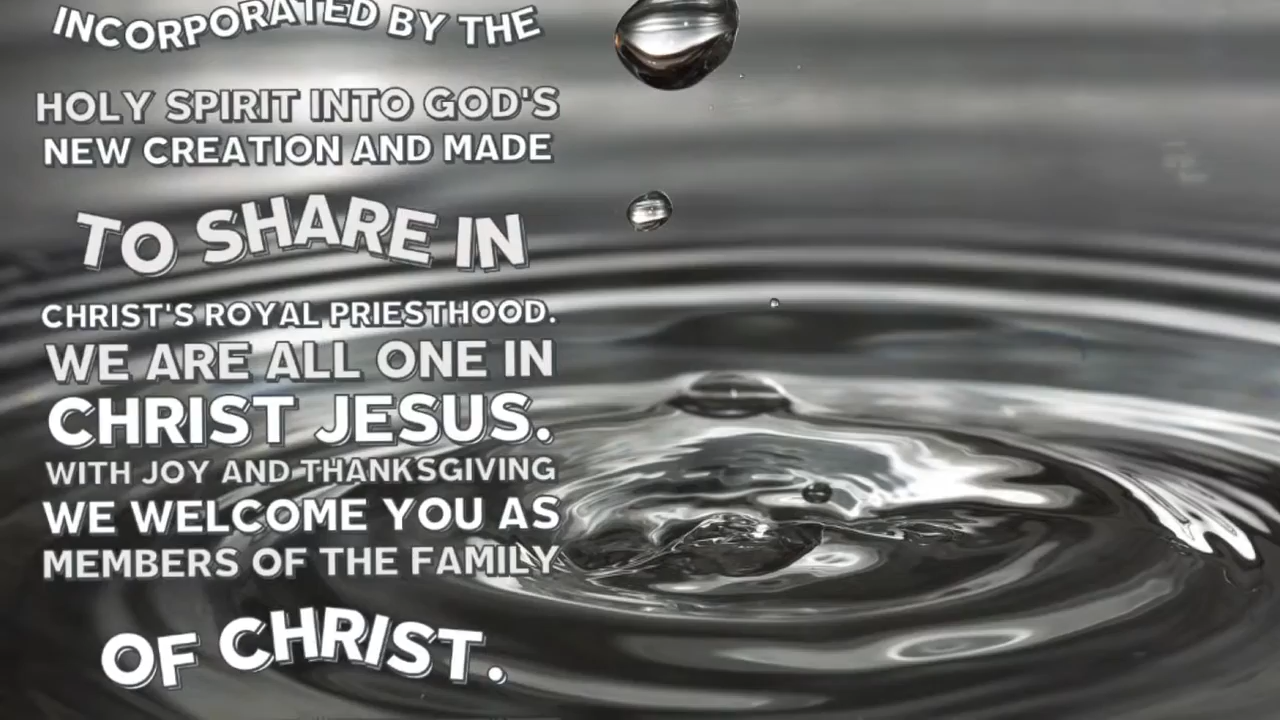 INCORPORATED BY THE
HOLY SPIRIT INTO GOD'S
NEW CREATION AND MADE
TO SHARE IN
CHRIST'S ROYAL PRIESTHOOD.
WE ARE ALL ONE IN
CHRIST JESUS.
WITH JOY AND THANKSGIVING
WE WELCOME YOU AS
MEMBERS OF THE FAMILY
OF CHRIST.